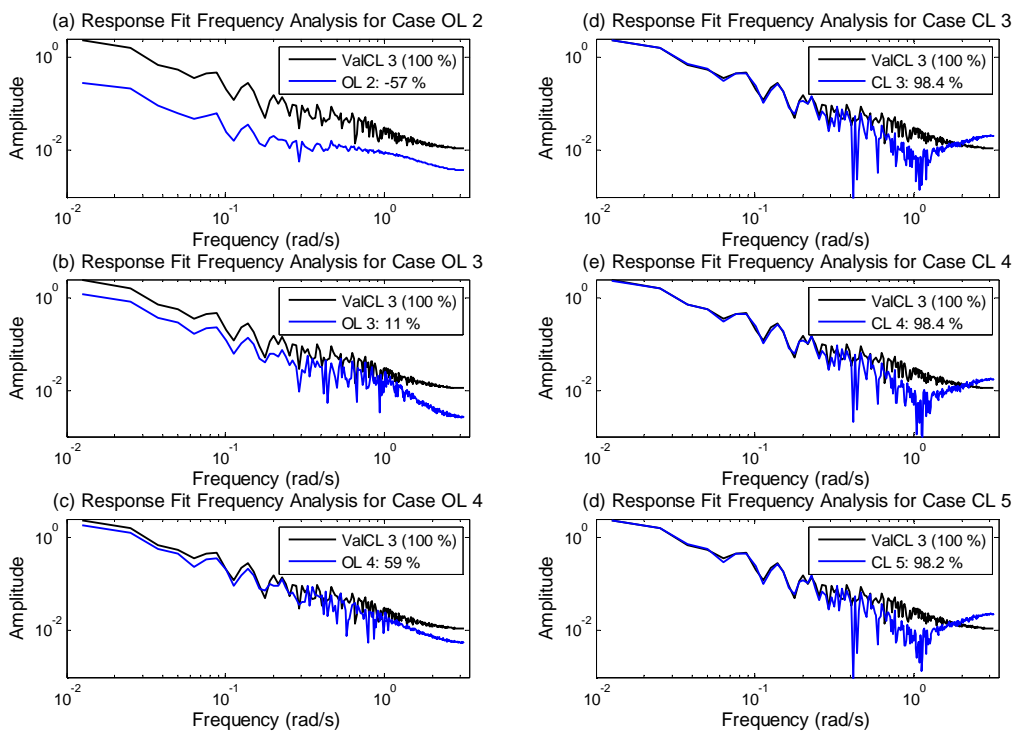 (a) Response Fit Frequency Analysis for Case OL 2
10^0
10^-2
Amplitude
ValCL 3 (100 %)
OL 2: -57 %
10^-2
10^-1
10^0
Frequency (rad/s)
(b) Response Fit Frequency Analysis for Case OL 3
10^0
10^-2
Amplitude
ValCL 3 (100 %)
OL 3: 11 %
10^-2
10^-1
10^0
Frequency (rad/s)
(c) Response Fit Frequency Analysis for Case OL 4
10^0
10^-2
Amplitude
ValCL 3 (100 %)
OL 4: 59 %
10^-2
10^-1
10^0
Frequency (rad/s)
(d) Response Fit Frequency Analysis for Case CL 3
10^0
10^-2
Amplitude
ValCL 3 (100 %)
CL 3: 98.4 %
10^-2
10^-1
10^0
Frequency (rad/s)
(e) Response Fit Frequency Analysis for Case CL 4
10^0
10^-2
Amplitude
ValCL 3 (100 %)
CL 4: 98.4 %
10^-2
10^-1
10^0
Frequency (rad/s)
(d) Response Fit Frequency Analysis for Case CL 5
10^0
10^-2
Amplitude
ValCL 3 (100 %)
CL 5: 98.2 %
10^-2
10^-1
10^0
Frequency (rad/s)